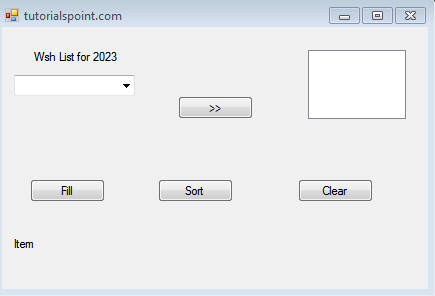 tutorialspoint.com
Wsh List for 2023
>>
Fill
Sort
Clear
Item